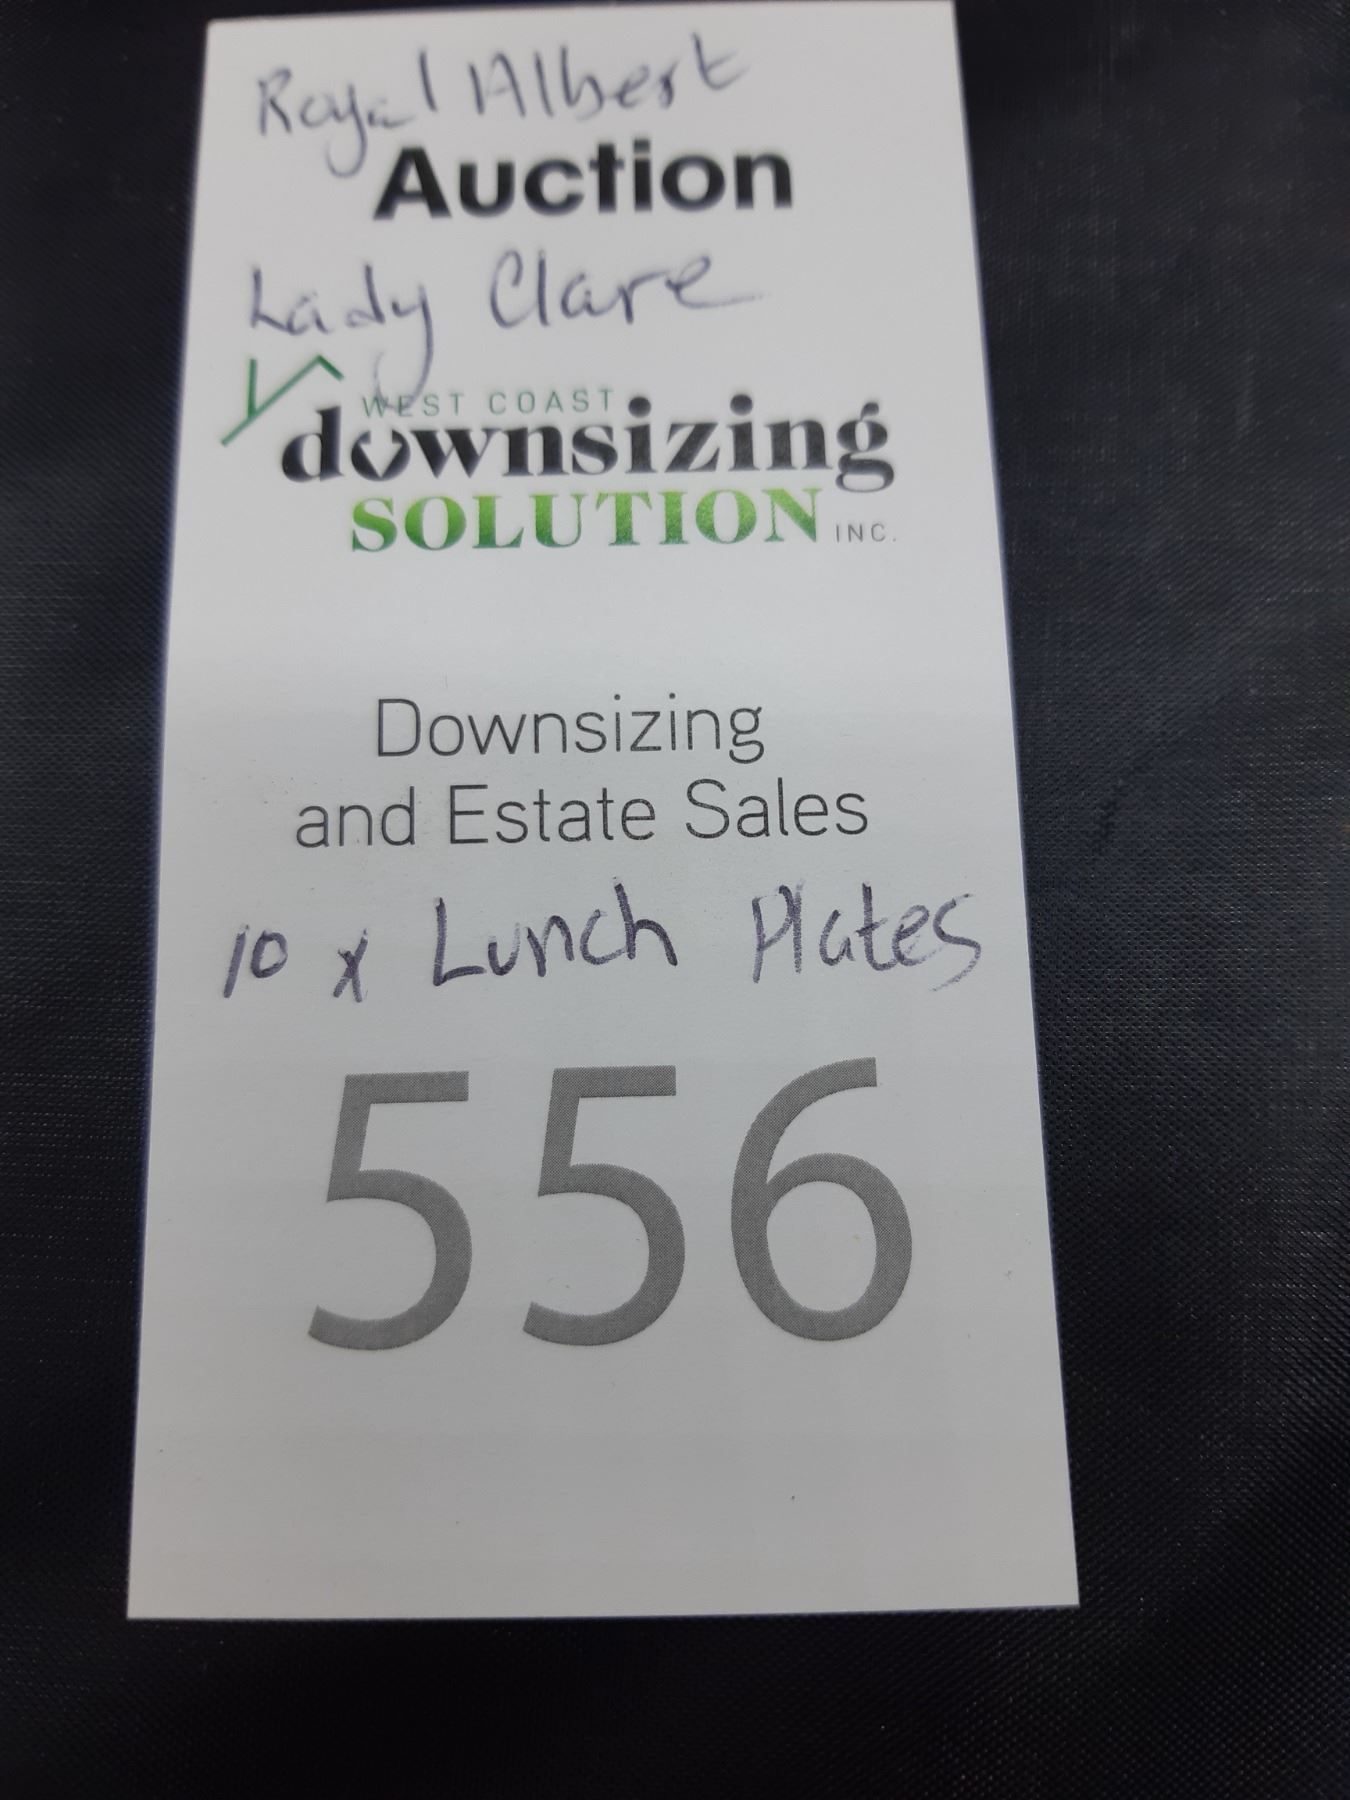 Royal Albert
Auction
Lady Clare
WEST COAST
downsizing
SOLUTION INC.
Downsizing
and Estate Sales
10 x Lunch Plates
556